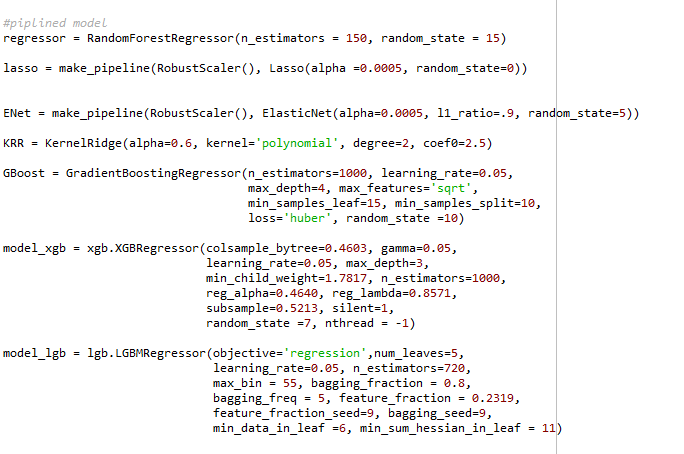 #piplined model
regressor = RandomForestRegressor(n_estimators = 150, random_state = 15)
lasso = make_pipeline(RobustScaler(), Lasso(alpha =0.0005, random_state=0))
ENet = make_pipeline(RobustScaler(), ElasticNet(alpha=0.0005, l1_ratio=.9, random_state=5))
KRR = KernelRidge(alpha=0.6, kernel='polynomial', degree=2, coef0=2.5)
GBoost = GradientBoostingRegressor(n_estimators=1000, learning_rate=0.05,
max_depth=4, max_features='sqrt',
min_samples_leaf=15, min_samples_split=10,
loss='huber', random_state =10)
model_xgb = xgb.XGBRegressor(colsample_bytree=0.4603, gamma=0.05,
learning_rate=0.05, max_depth=3,
min_child_weight=1.7817, n_estimators=1000,
reg_alpha=0.4640, reg_lambda=0.8571,
subsample=0.5213, silent=1,
random_state =7, nthread = -1)
model_lgb = lgb.LGBMRegressor(objective='regression',num_leaves=5,
learning_rate=0.05, n_estimators=720,
max_bin = 55, bagging_fraction = 0.8,
bagging_freq = 5, feature_fraction = 0.2319,
feature_fraction_seed=9, bagging_seed=9,
min_data_in_leaf =6, min_sum_hessian_in_leaf = 11)